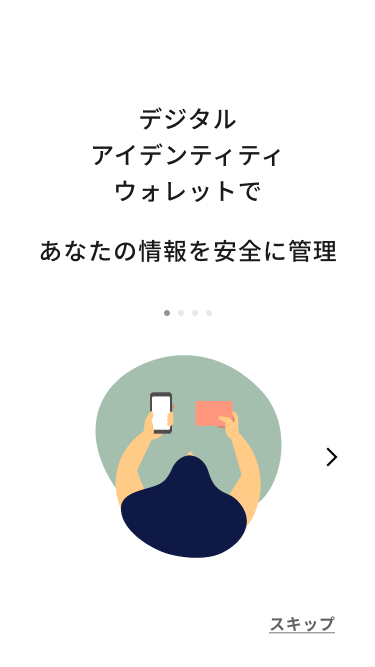 デジタル
アイデンティティ
ウォレットで
あなたの情報を安全に管理
スキップ